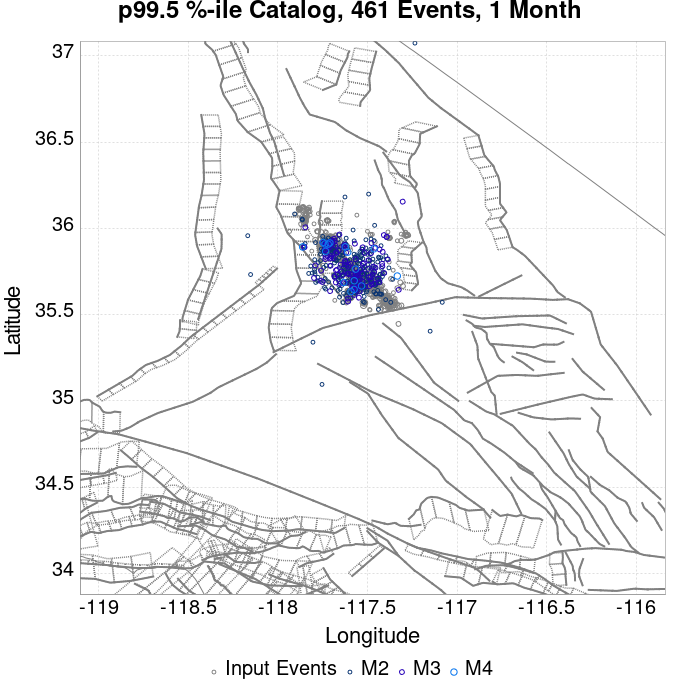 p99.5 %-ile Catalog, 461 Events, 1 Month
37
36.5
36
35.5
35
34.5
34
Latitude
-119
-118.5
-118
-117.5
-117
-116.5
-116
Longitude
Input Events
M2
M3
M4